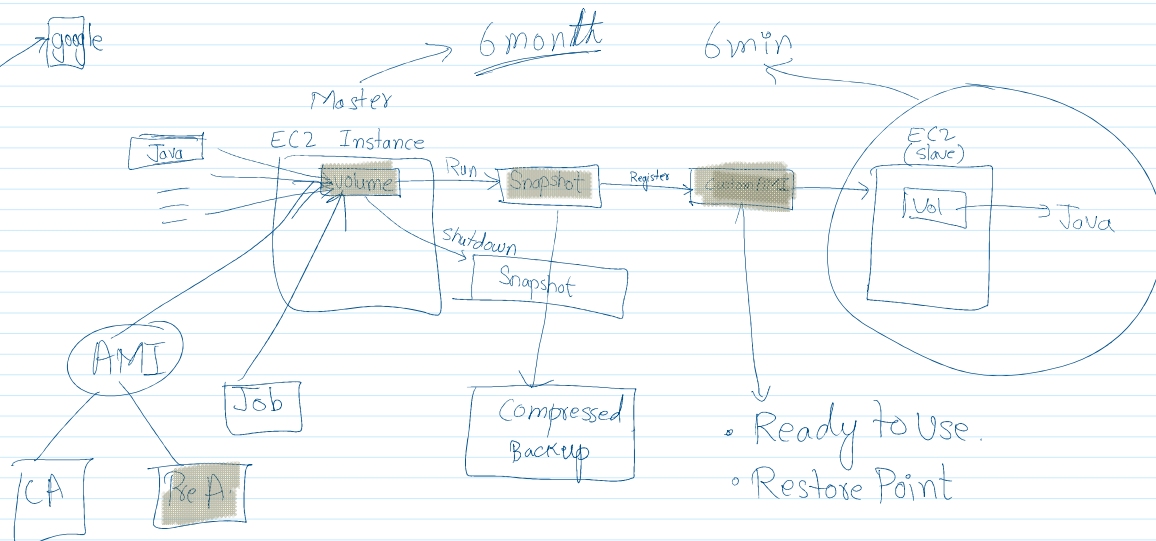 google
6 month
6 min
Master
EC2 Instance
Java
Volume
Run
Snapshot
Register
Custom AMI
EC2
(slave)
Vol
Java
Shutdown
Snapshot
AMI
Job
Compressed
Backup
• Ready to Use.
• Restore Point
CA
Pre A.